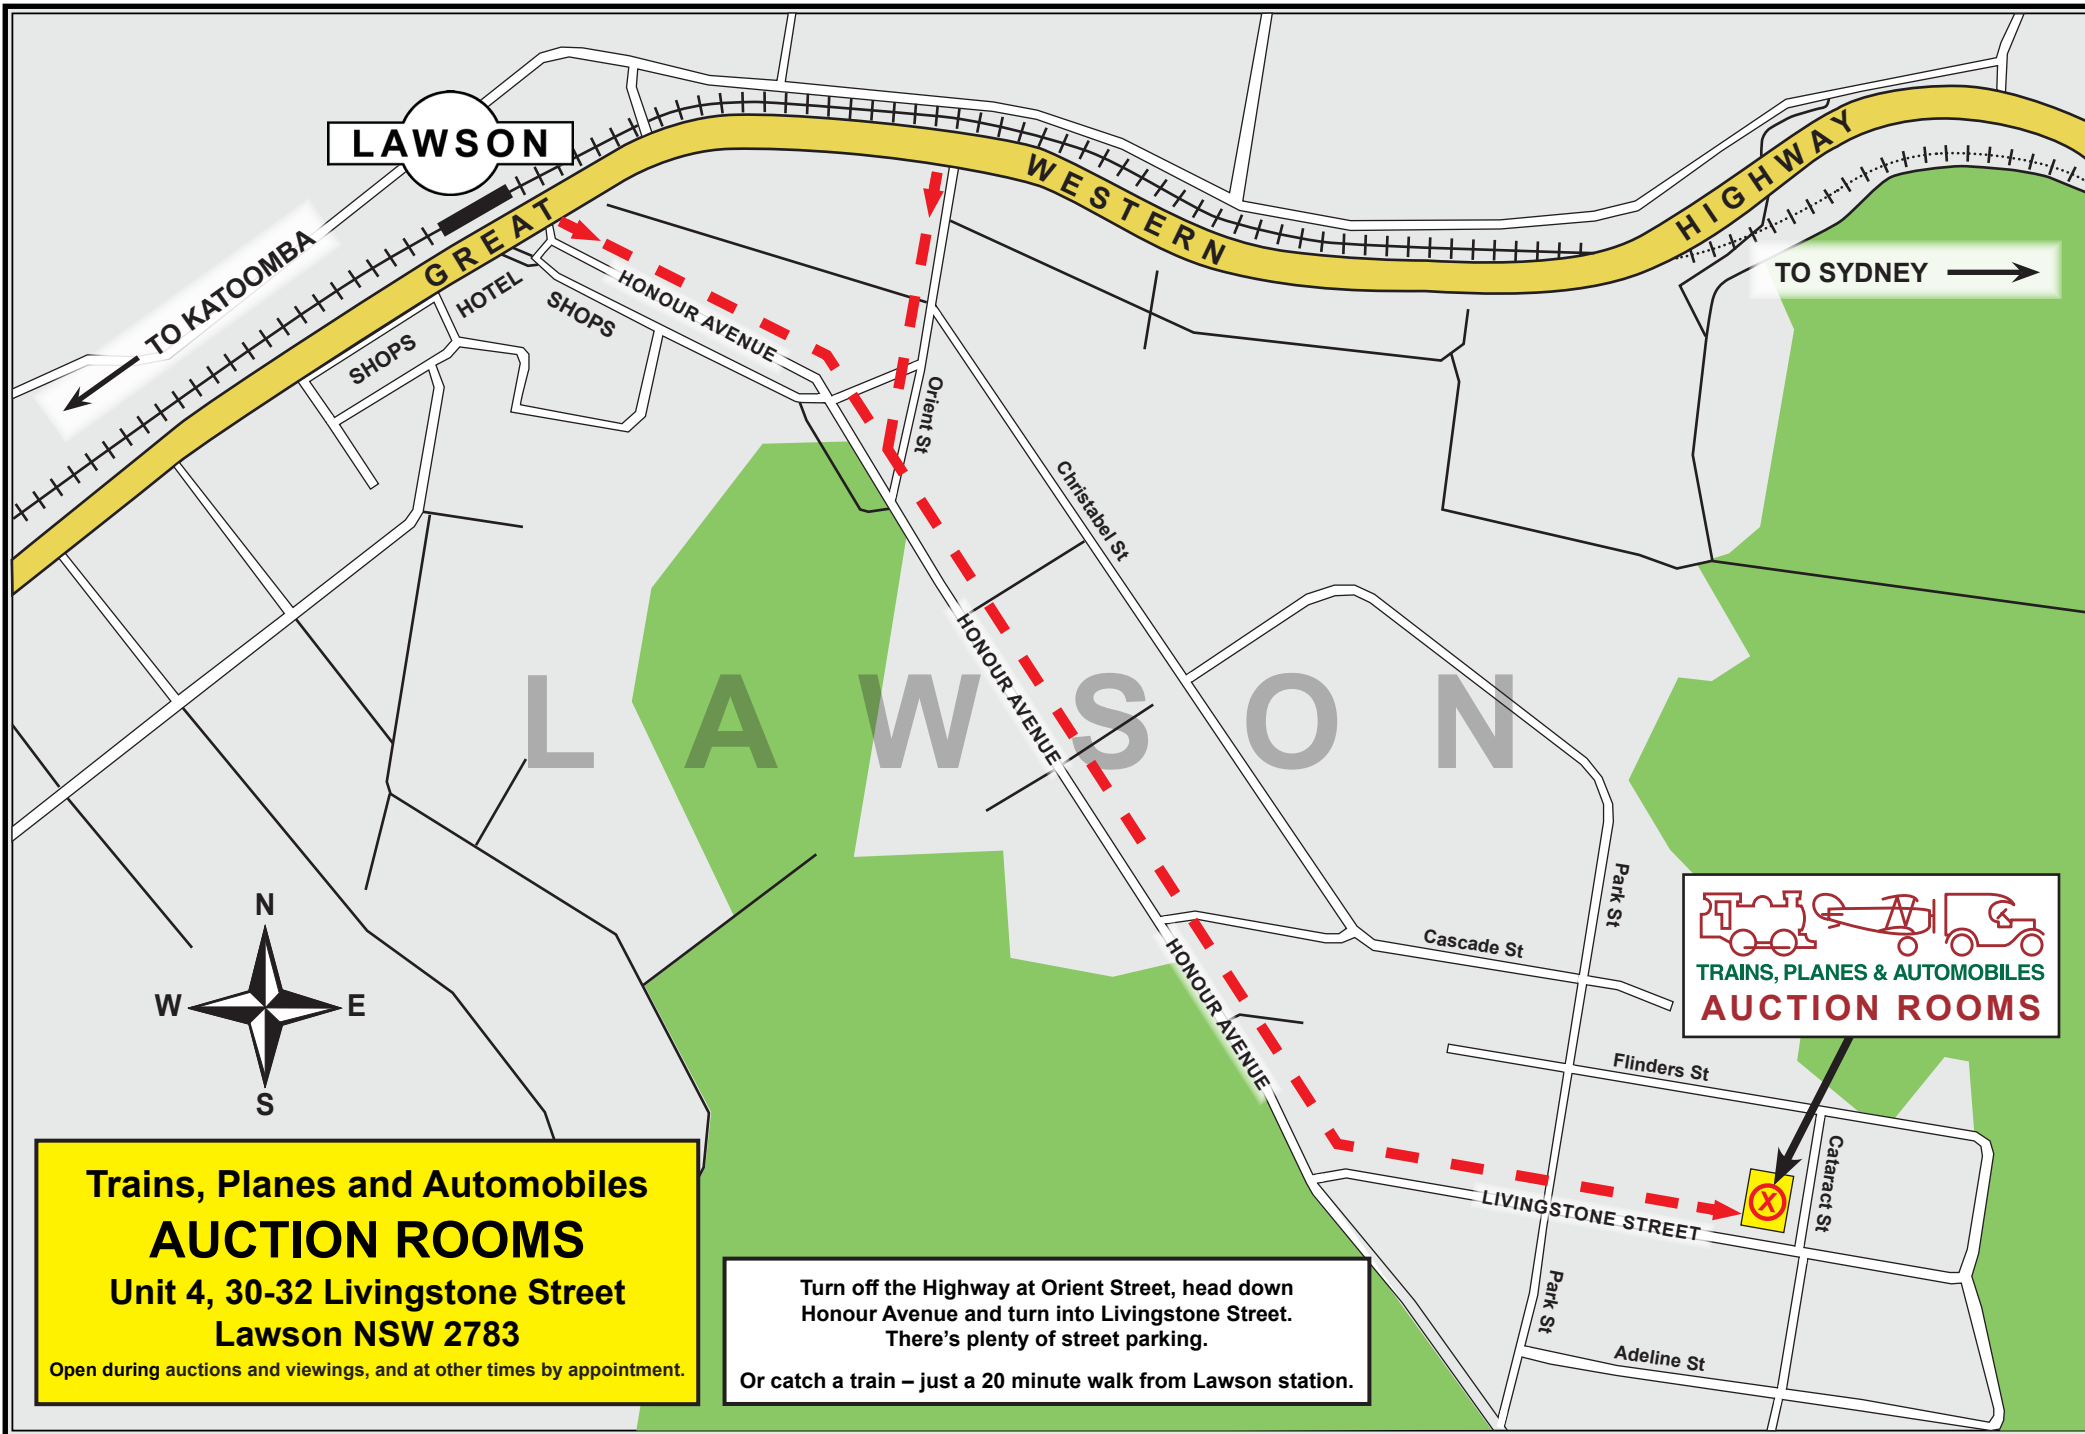 LAWSON
GREAT WESTERN HIGHWAY
TO KATOOMBA
TO SYDNEY
HOTEL
SHOPS
SHOPS
HONOUR AVENUE
Orient St
Christabel St
HONOUR AVENUE
LAWSON
Park St
Cascade St
HONOUR AVENUE
TRAINS, PLANES & AUTOMOBILES
AUCTION ROOMS
Flinders St
Cataract St
X
LIVINGSTONE STREET
Park St
Adeline St
N
W
E
S
Trains, Planes and Automobiles
AUCTION ROOMS
Unit 4, 30-32 Livingstone Street
Lawson NSW 2783
Open during auctions and viewings, and at other times by appointment.
Turn off the Highway at Orient Street, head down
Honour Avenue and turn into Livingstone Street.
There's plenty of street parking.
Or catch a train – just a 20 minute walk from Lawson station.